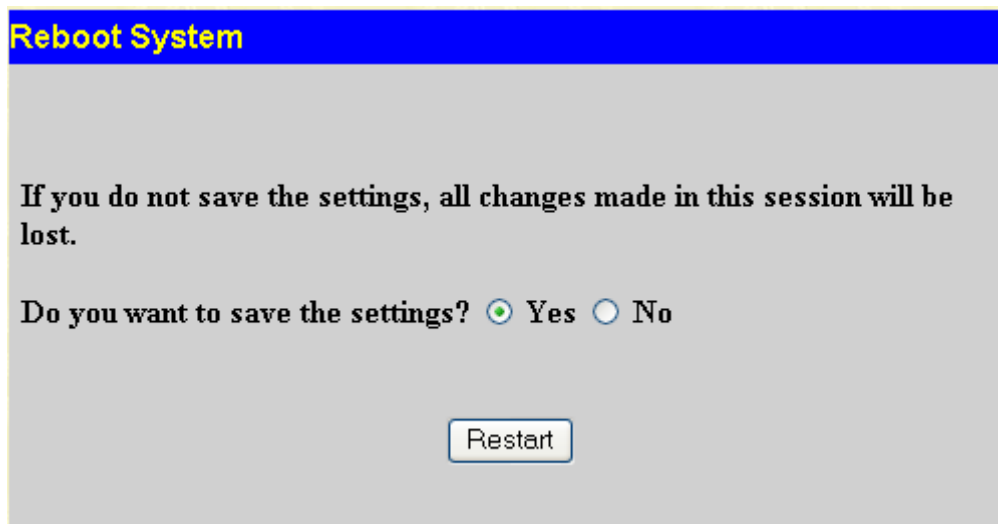 Reboot System
If you do not save the settings, all changes made in this session will be
lost.
Do you want to save the settings? Yes No
Restart